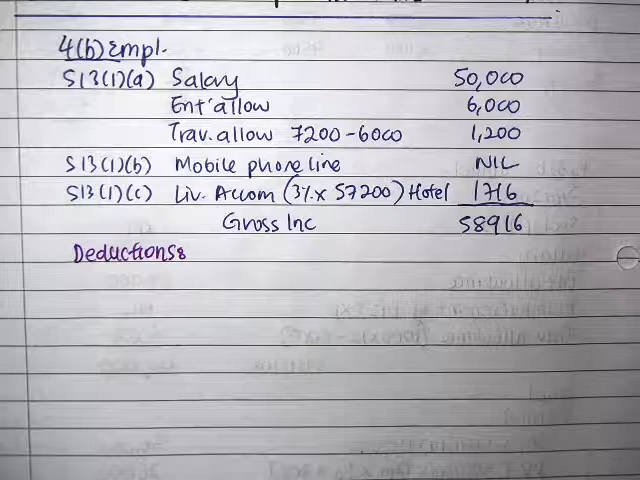 4(b) Empl.
S13(1)(a) Salary 50,000
Ent'allow 6,000
Trav.allow 7200-6000 1,200
S13(1)(b) Mobile phone line NIL
S13(1)(c) Liv. Accom (3% x 57200) Hotel 1716
Gross Inc 58916
Deductions: